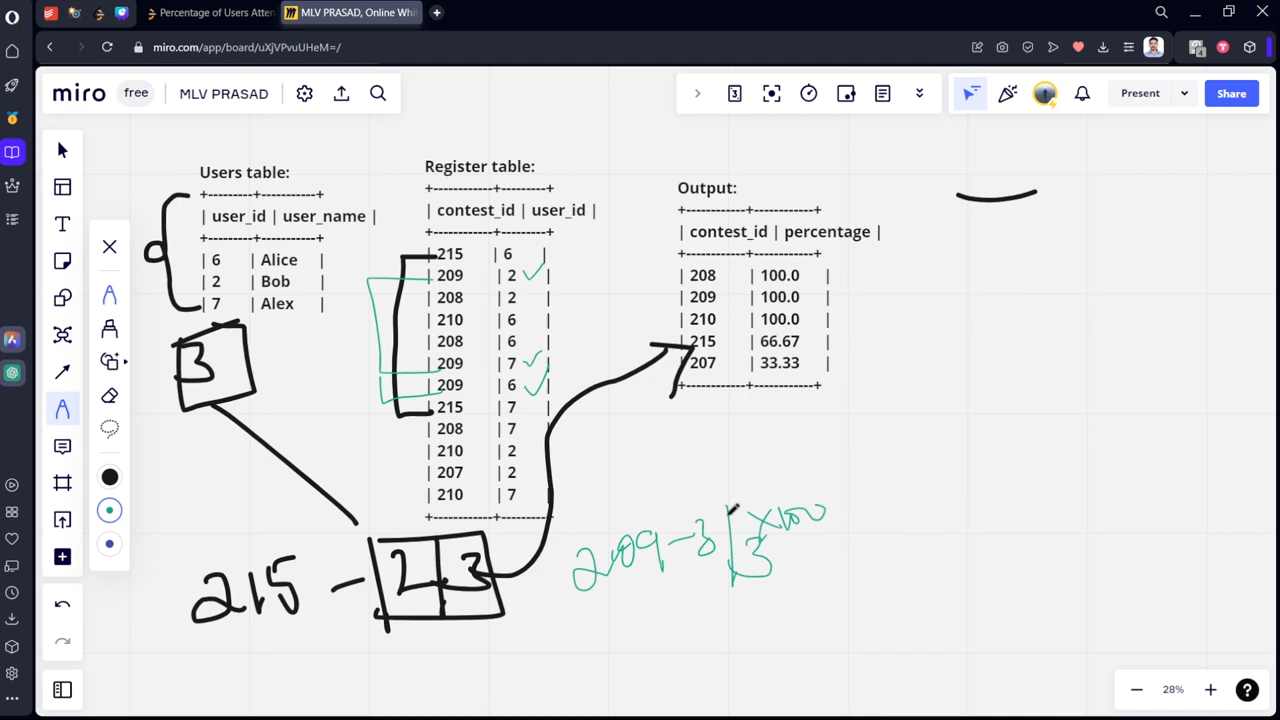 Percentage of Users Atten
MLV PRASAD, Online Whi
miro.com/app/board/uXjVPvuUHeM=/
miro
free
MLV PRASAD
Present
Share
Users table:
+--------+-----------+
| user_id | user_name |
+--------+-----------+
| 6 | Alice |
| 2 | Bob |
| 7 | Alex |
+--------+-----------+
3
Register table:
+------------+---------+
| contest_id | user_id |
+------------+---------+
| 215 | 6 |
| 209 | 2 |
| 208 | 2 |
| 210 | 6 |
| 208 | 6 |
| 209 | 7 |
| 209 | 6 |
| 215 | 7 |
| 208 | 7 |
| 210 | 2 |
| 207 | 2 |
| 210 | 7 |
+------------+---------+
Output:
+------------+------------+
| contest_id | percentage |
+------------+------------+
| 208 | 100.0 |
| 209 | 100.0 |
| 210 | 100.0 |
| 215 | 66.67 |
| 207 | 33.33 |
+------------+------------+
215 - 2 | 3
209 - 3 | 3 x100
28%